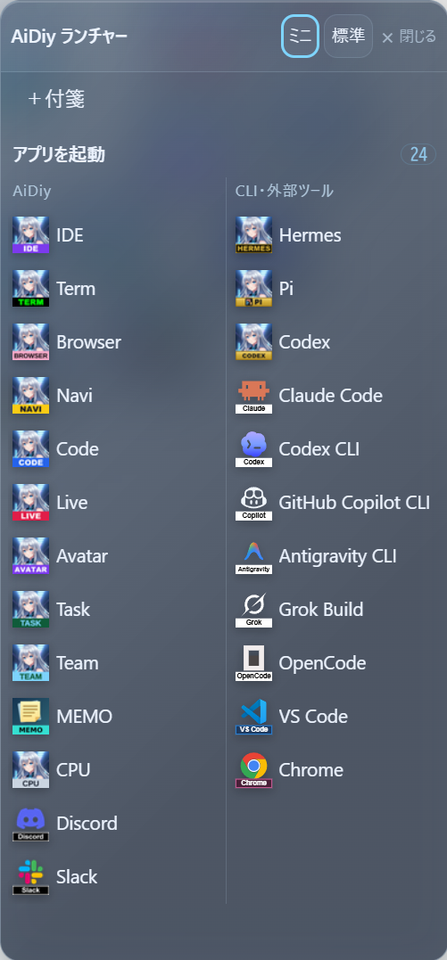 AiDiy ランチャー
ミニ 標準 × 閉じる
＋付箋
アプリを起動 24
AiDiy
IDE
IDE
TERM
Term
BROWSER
Browser
NAVI
Navi
CODE
Code
LIVE
Live
AVATAR
Avatar
TASK
Task
TEAM
Team
MEMO
MEMO
CPU
CPU
Discord
Discord
Slack
Slack
CLI・外部ツール
HERMES
Hermes
PI
Pi
CODEX
Codex
Claude
Claude Code
Codex
Codex CLI
Copilot
GitHub Copilot CLI
Antigravity
Antigravity CLI
Grok
Grok Build
OpenCode
OpenCode
VS Code
VS Code
Chrome
Chrome